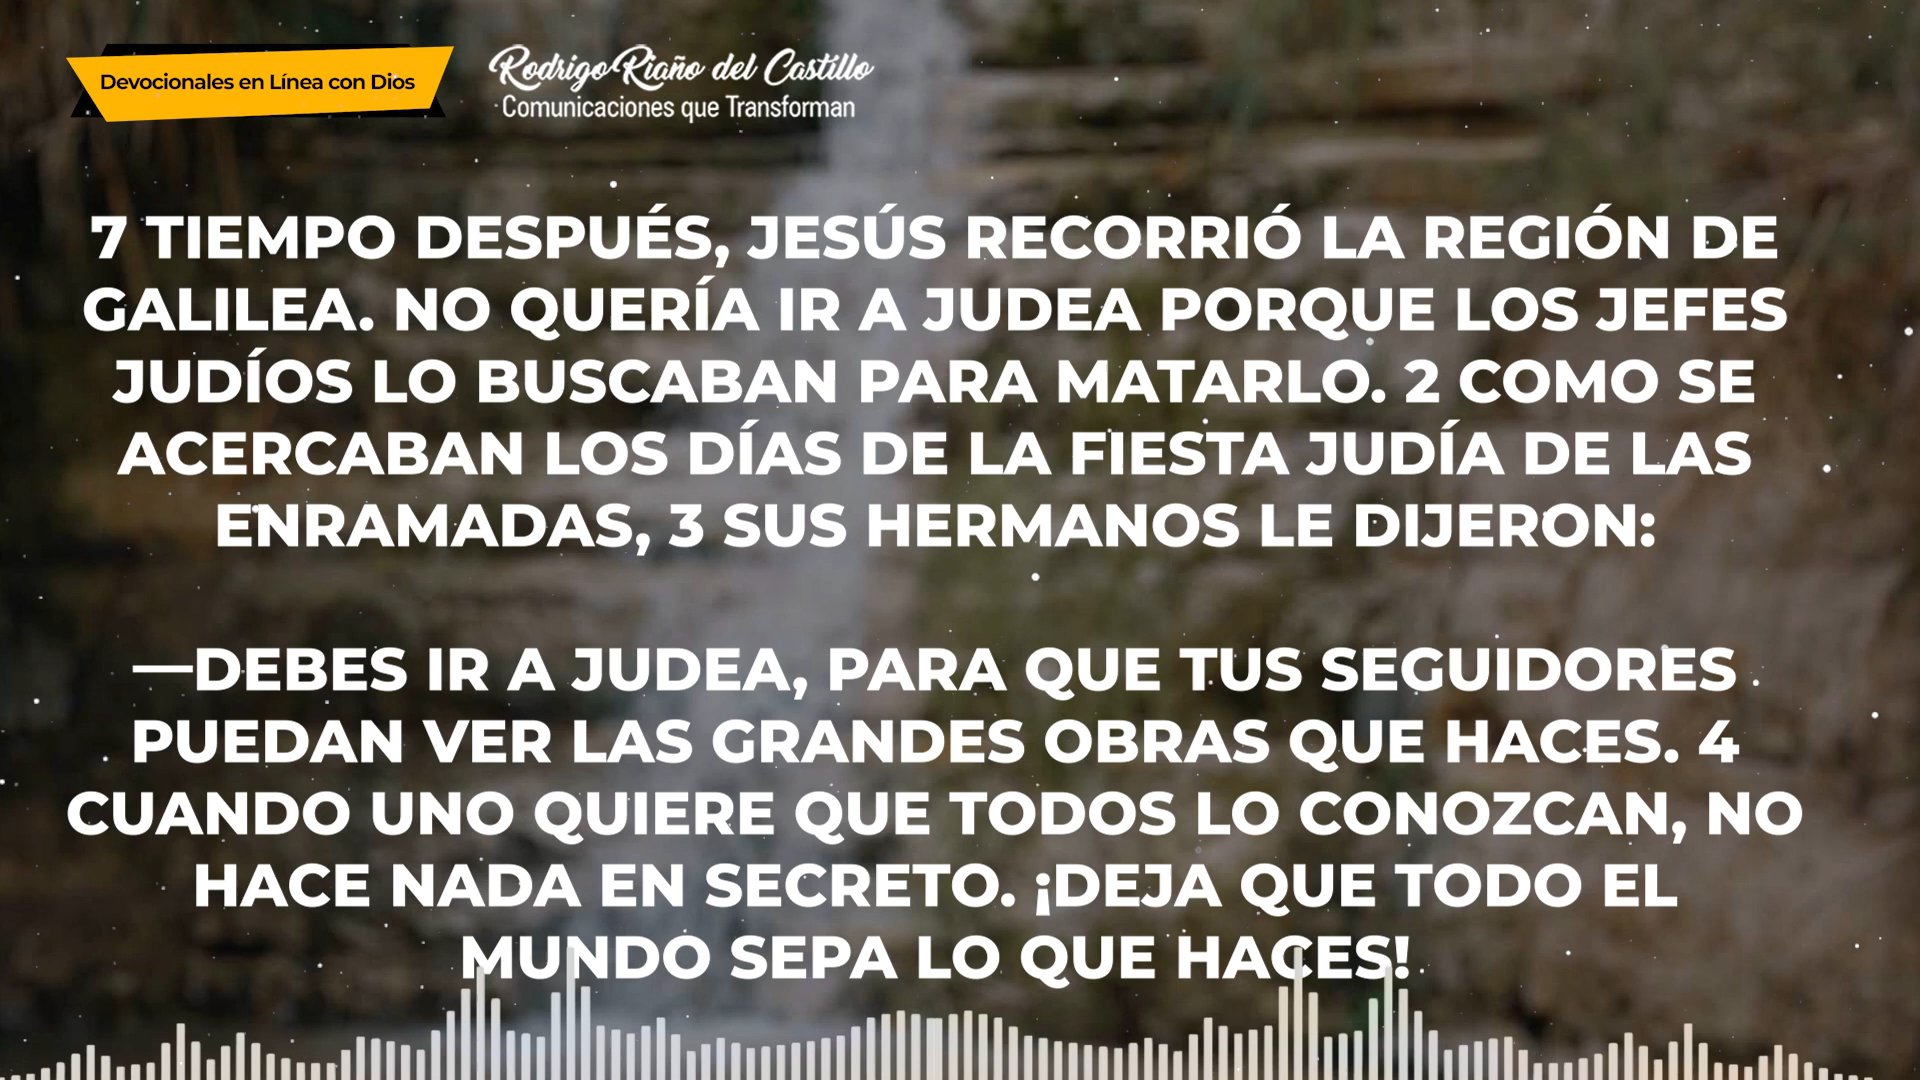 Devocionales en Línea con Dios
Rodrigo Riaño del Castillo
Comunicaciones que Transforman
7 TIEMPO DESPUÉS, JESÚS RECORRIÓ LA REGIÓN DE
GALILEA. NO QUERÍA IR A JUDEA PORQUE LOS JEFES
JUDÍOS LO BUSCABAN PARA MATARLO. 2 COMO SE
ACERCABAN LOS DÍAS DE LA FIESTA JUDÍA DE LAS
ENRAMADAS, 3 SUS HERMANOS LE DIJERON:
—DEBES IR A JUDEA, PARA QUE TUS SEGUIDORES
PUEDAN VER LAS GRANDES OBRAS QUE HACES. 4
CUANDO UNO QUIERE QUE TODOS LO CONOZCAN, NO
HACE NADA EN SECRETO. ¡DEJA QUE TODO EL
MUNDO SEPA LO QUE HACES!